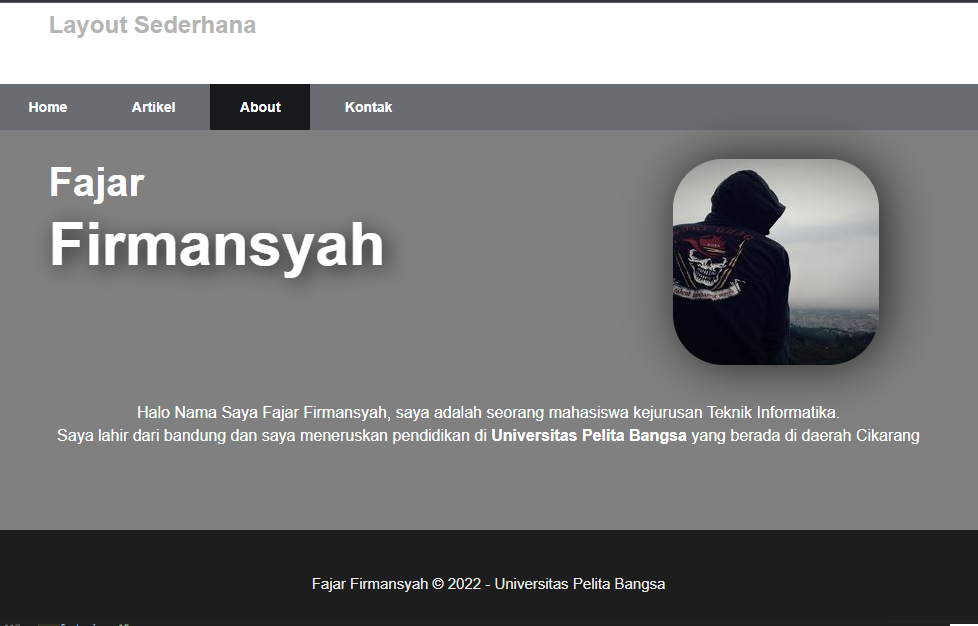 Layout Sederhana
Home Artikel About Kontak
Fajar
Firmansyah
Halo Nama Saya Fajar Firmansyah, saya adalah seorang mahasiswa kejurusan Teknik Informatika.
Saya lahir dari bandung dan saya meneruskan pendidikan di Universitas Pelita Bangsa yang berada di daerah Cikarang
Fajar Firmansyah © 2022 - Universitas Pelita Bangsa